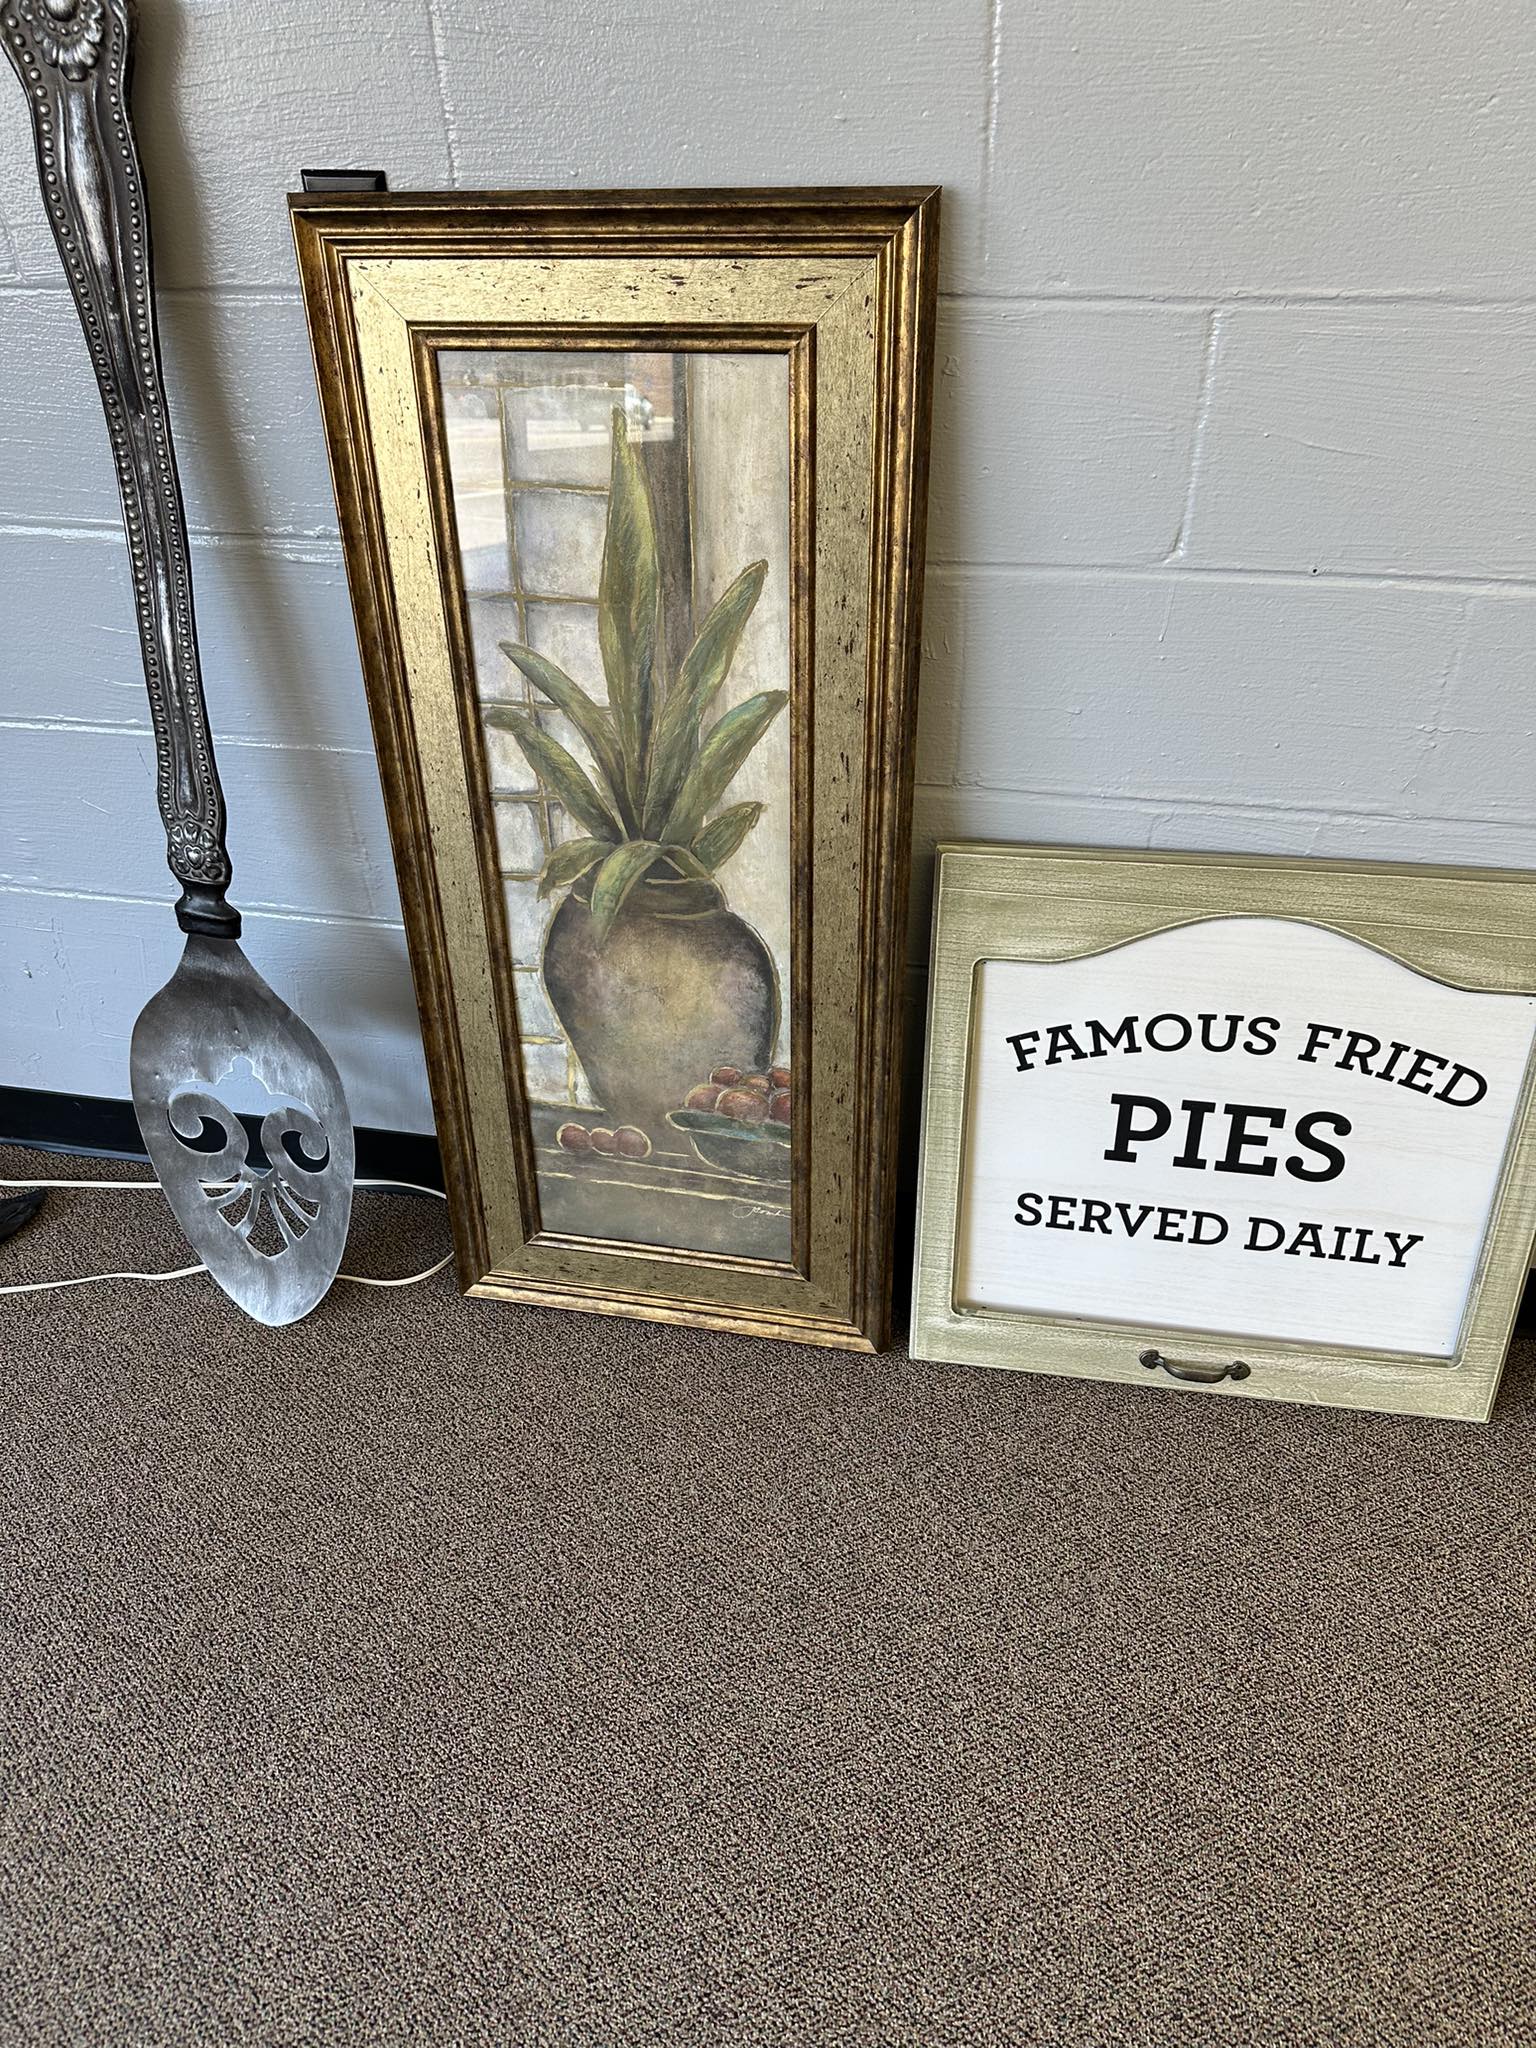 FAMOUS FRIED
PIES
SERVED DAILY